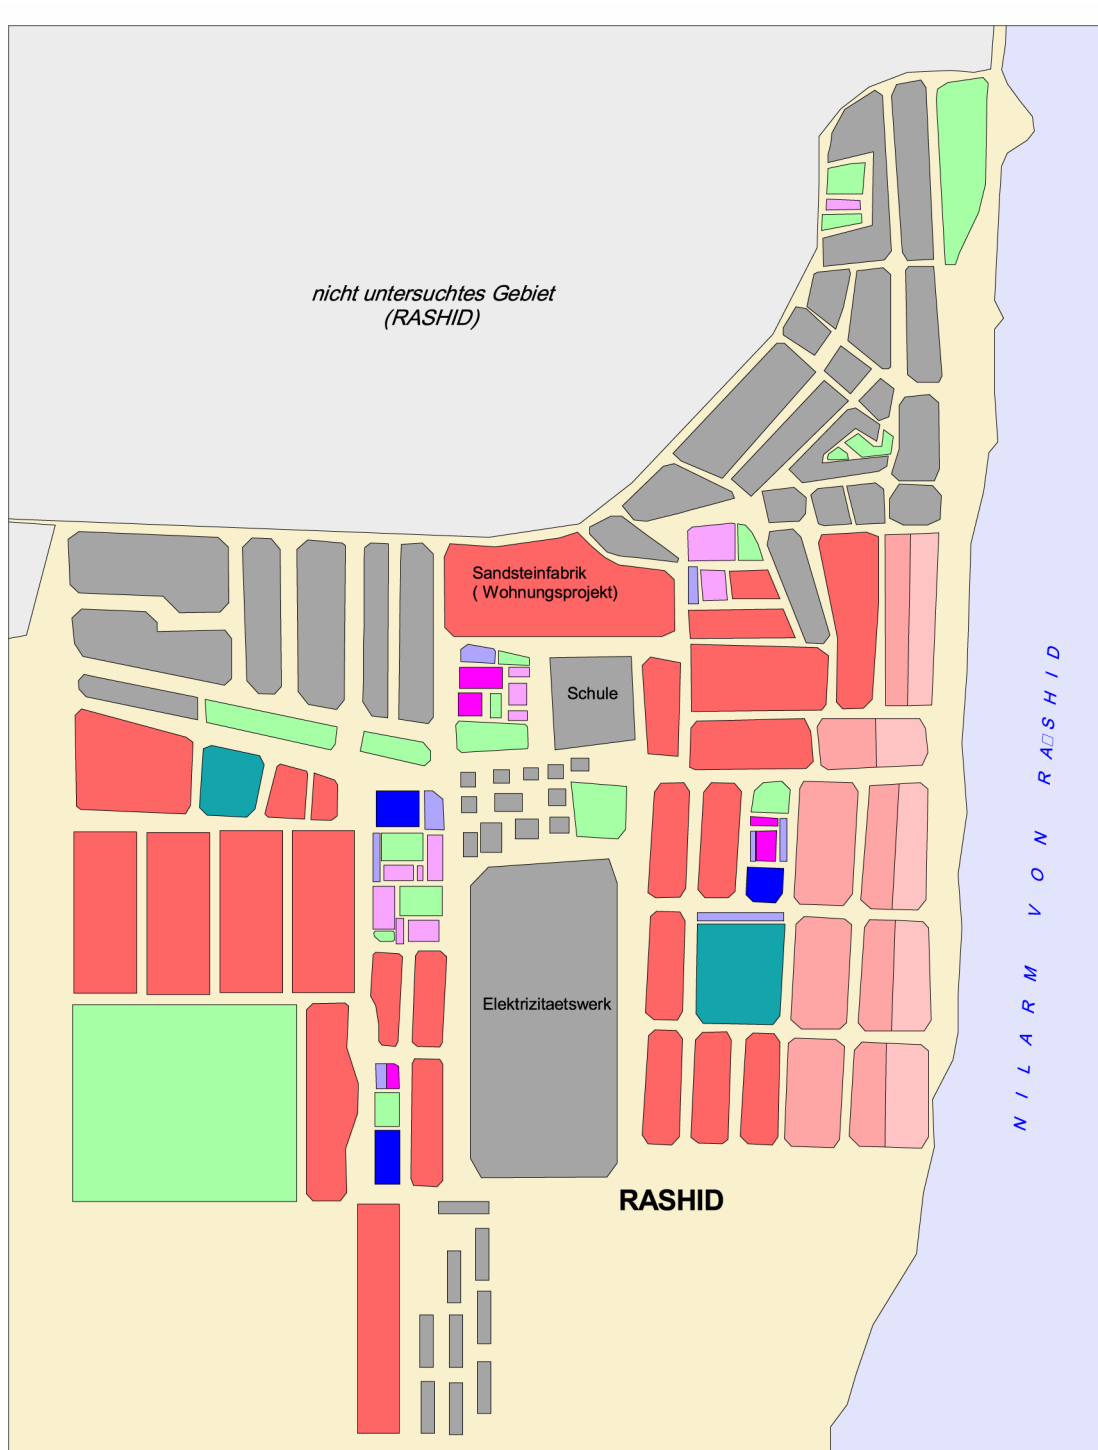 nicht untersuchtes Gebiet
(RASHID)
Sandsteinfabrik
( Wohnungsprojekt)
Schule
Elektrizitaetswerk
RASHID
NILARM VON RA□SHID